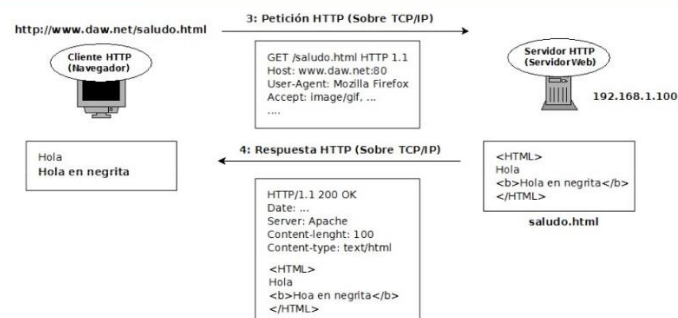 http://www.daw.net/saludo.html
3: Petición HTTP (Sobre TCP/IP)
Cliente HTTP
(Navegador)
GET /saludo.html HTTP 1.1
Host: www.daw.net:80
User-Agent: Mozilla Firefox
Accept: image/gif, ...
....
Servidor HTTP
(Servidor Web)
192.168.1.100
4: Respuesta HTTP (Sobre TCP/IP)
Hola
Hola en negrita
HTTP/1.1 200 OK
Date: ...
Server: Apache
Content-lenght: 100
Content-type: text/html
<HTML>
Hola
<b>Hoa en negrita</b>
</HTML>
<HTML>
Hola
<b>Hola en negrita</b>
</HTML>
saludo.html